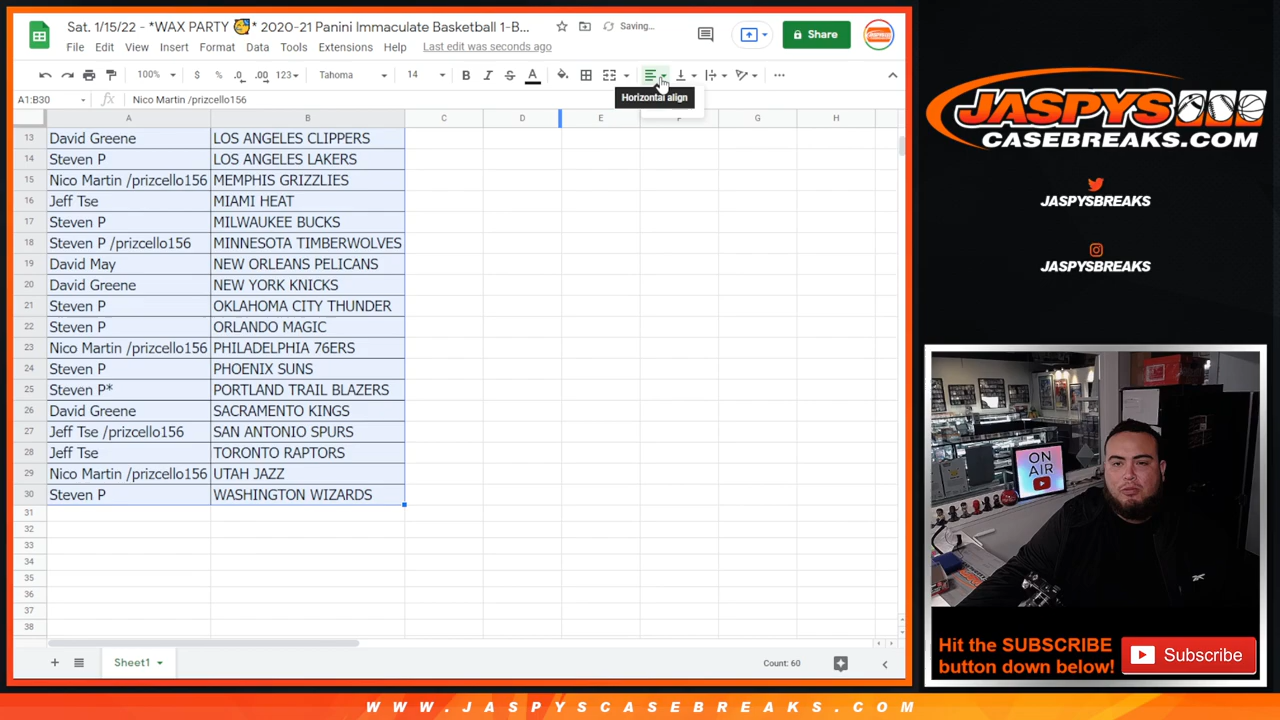 Sat. 1/15/22 - *WAX PARTY 🥳* 2020-21 Panini Immaculate Basketball 1-B...
Saving...
Share
File Edit View Insert Format Data Tools Extensions Help Last edit was seconds ago
100% $ % .0 .00 123 Tahoma 14 B I S A
A1:B30 fx Nico Martin /prizcello156
Horizontal align
A B C D E F G H
13 David Greene LOS ANGELES CLIPPERS
14 Steven P LOS ANGELES LAKERS
15 Nico Martin /prizcello156 MEMPHIS GRIZZLIES
16 Jeff Tse MIAMI HEAT
17 Steven P MILWAUKEE BUCKS
18 Steven P /prizcello156 MINNESOTA TIMBERWOLVES
19 David May NEW ORLEANS PELICANS
20 David Greene NEW YORK KNICKS
21 Steven P OKLAHOMA CITY THUNDER
22 Steven P ORLANDO MAGIC
23 Nico Martin /prizcello156 PHILADELPHIA 76ERS
24 Steven P PHOENIX SUNS
25 Steven P* PORTLAND TRAIL BLAZERS
26 David Greene SACRAMENTO KINGS
27 Jeff Tse /prizcello156 SAN ANTONIO SPURS
28 Jeff Tse TORONTO RAPTORS
29 Nico Martin /prizcello156 UTAH JAZZ
30 Steven P WASHINGTON WIZARDS
31
32
33
34
35
36
37
38
Sheet1
Count: 60
JASPYS
CASEBREAKS.COM
JASPYSBREAKS
JASPYSBREAKS
ON
AIR
Hit the SUBSCRIBE
button down below!
Subscribe
WWW.JASPYSCASEBREAKS.COM